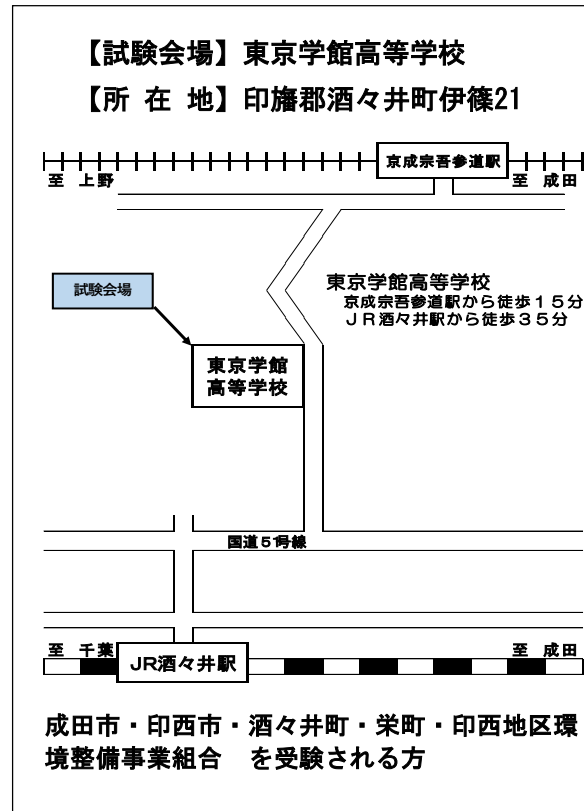 【試験会場】東京学館高等学校
【所 在 地】印旛郡酒々井町伊篠21
京成宗吾参道駅
至 上野
至 成田
試験会場
東京学館高等学校
京成宗吾参道駅から徒歩15分
JR酒々井駅から徒歩35分
東京学館
高等学校
国道51号線
至 千葉
JR酒々井駅
至 成田
成田市・印西市・酒々井町・栄町・印西地区環
境整備事業組合 を受験される方